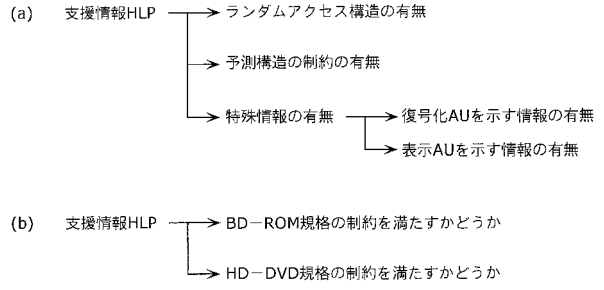 (a) 支援情報HLP ランダムアクセス構造の有無
予測構造の制約の有無
特殊情報の有無 復号化AUを示す情報の有無
表示AUを示す情報の有無
(b) 支援情報HLP BD－ROM規格の制約を満たすかどうか
HD－DVD規格の制約を満たすかどうか